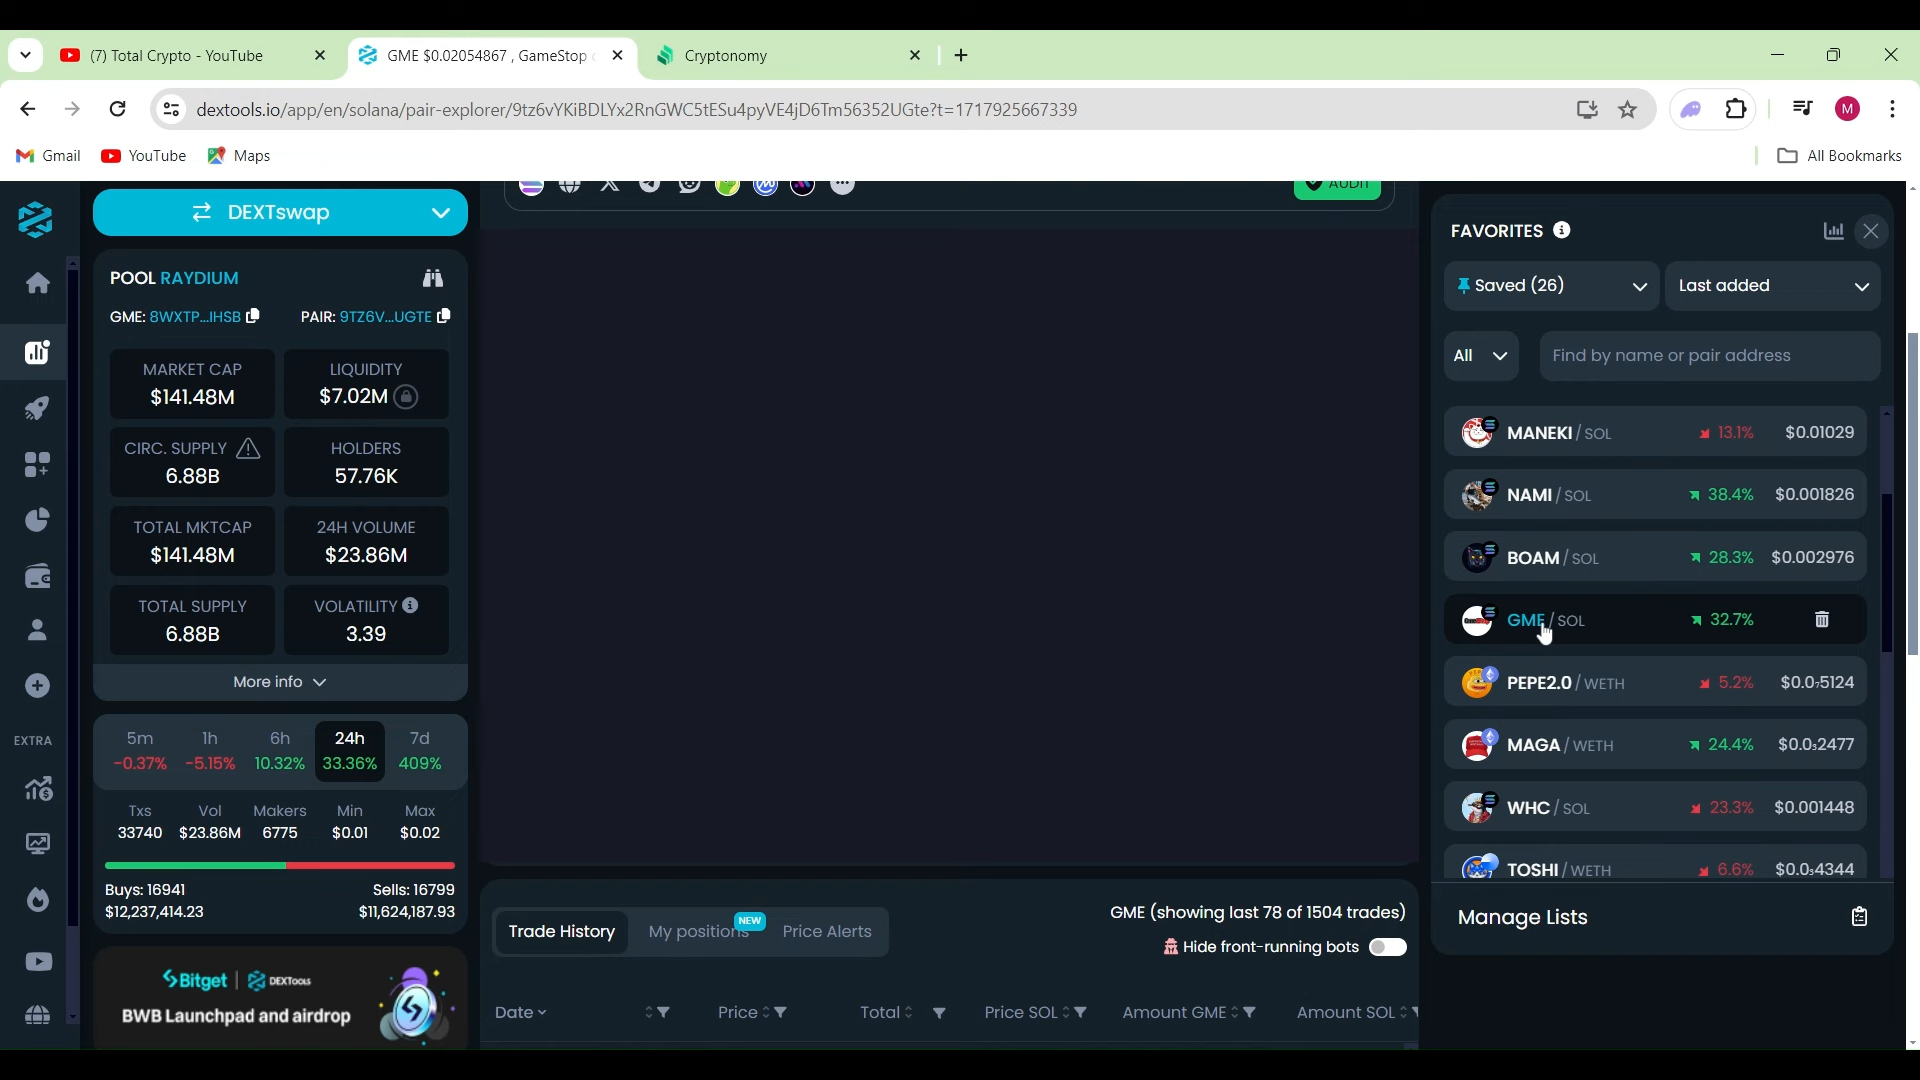 (7) Total Crypto - YouTube
GME $0.02054867 , GameStop
Cryptonomy
dextools.io/app/en/solana/pair-explorer/9tz6vYKiBDLYx2RnGWC5tESu4pyVE4jD6Tm56352UGte?t=1717925667339
M
Gmail YouTube Maps All Bookmarks
DEXTswap
POOL RAYDIUM
GME: 8WXTP...IHSB PAIR: 9TZ6V...UGTE
MARKET CAP LIQUIDITY
$141.48M $7.02M
CIRC. SUPPLY HOLDERS
6.88B 57.76K
TOTAL MKTCAP 24H VOLUME
$141.48M $23.86M
TOTAL SUPPLY VOLATILITY
6.88B 3.39
More info
5m 1h 6h 24h 7d
-0.37% -5.15% 10.32% 33.36% 409%
Txs Vol Makers Min Max
33740 $23.86M 6775 $0.01 $0.02
Buys: 16941 Sells: 16799
$12,237,414.23 $11,624,187.93
Bitget | DEXTools
BWB Launchpad and airdrop
EXTRA
AUDIT
Trade History My positions NEW Price Alerts
GME (showing last 78 of 1504 trades)
Hide front-running bots
Date Price Total Price SOL Amount GME Amount SOL
FAVORITES
Saved (26) Last added
All Find by name or pair address
MANEKI/SOL 13.1% $0.01029
NAMI/SOL 38.4% $0.001826
BOAM/SOL 28.3% $0.002976
GME/SOL 32.7%
PEPE2.0/WETH 5.2% $0.0₇5124
MAGA/WETH 24.4% $0.0₃2477
WHC/SOL 23.3% $0.001448
TOSHI/WETH 6.6% $0.0₃4344
Manage Lists